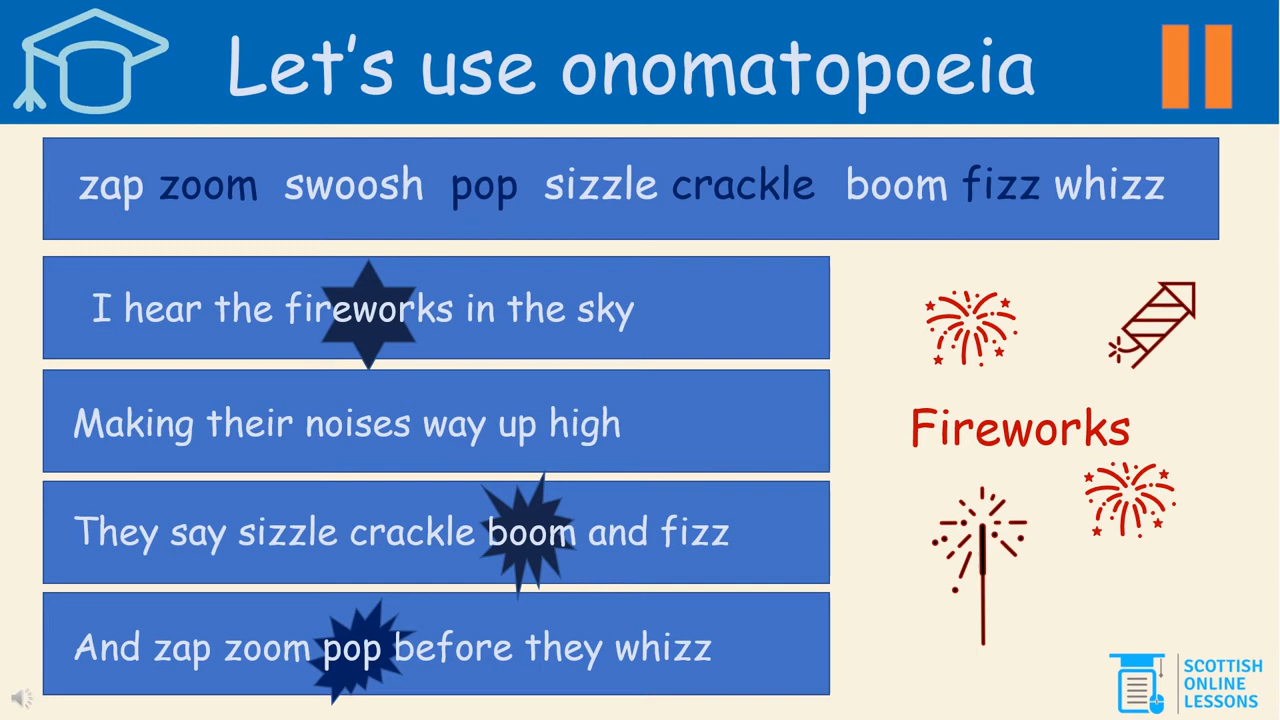 Let's use onomatopoeia
zap zoom swoosh pop sizzle crackle boom fizz whizz
I hear the fireworks in the sky
Making their noises way up high
They say sizzle crackle boom and fizz
And zap zoom pop before they whizz
Fireworks
SCOTTISH
ONLINE
LESSONS